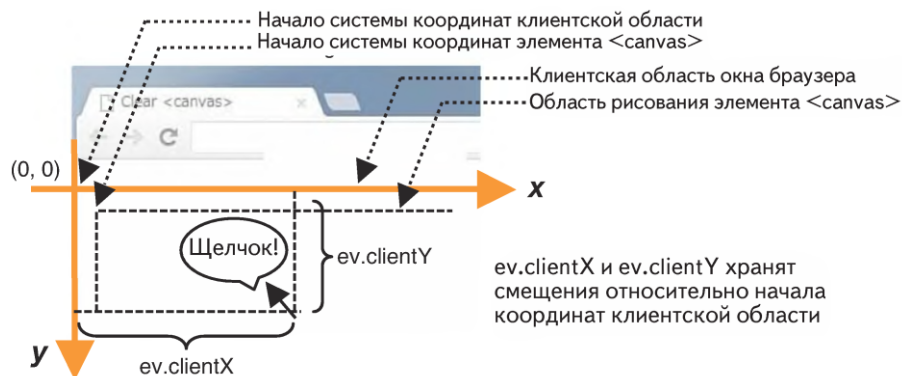 Начало системы координат клиентской области
Начало системы координат элемента <canvas>
Клиентская область окна браузера
Область рисования элемента <canvas>
Clear <canvas>
(0, 0)
x
Щелчок!
ev.clientY
ev.clientX и ev.clientY хранят
смещения относительно начала
координат клиентской области
y
ev.clientX